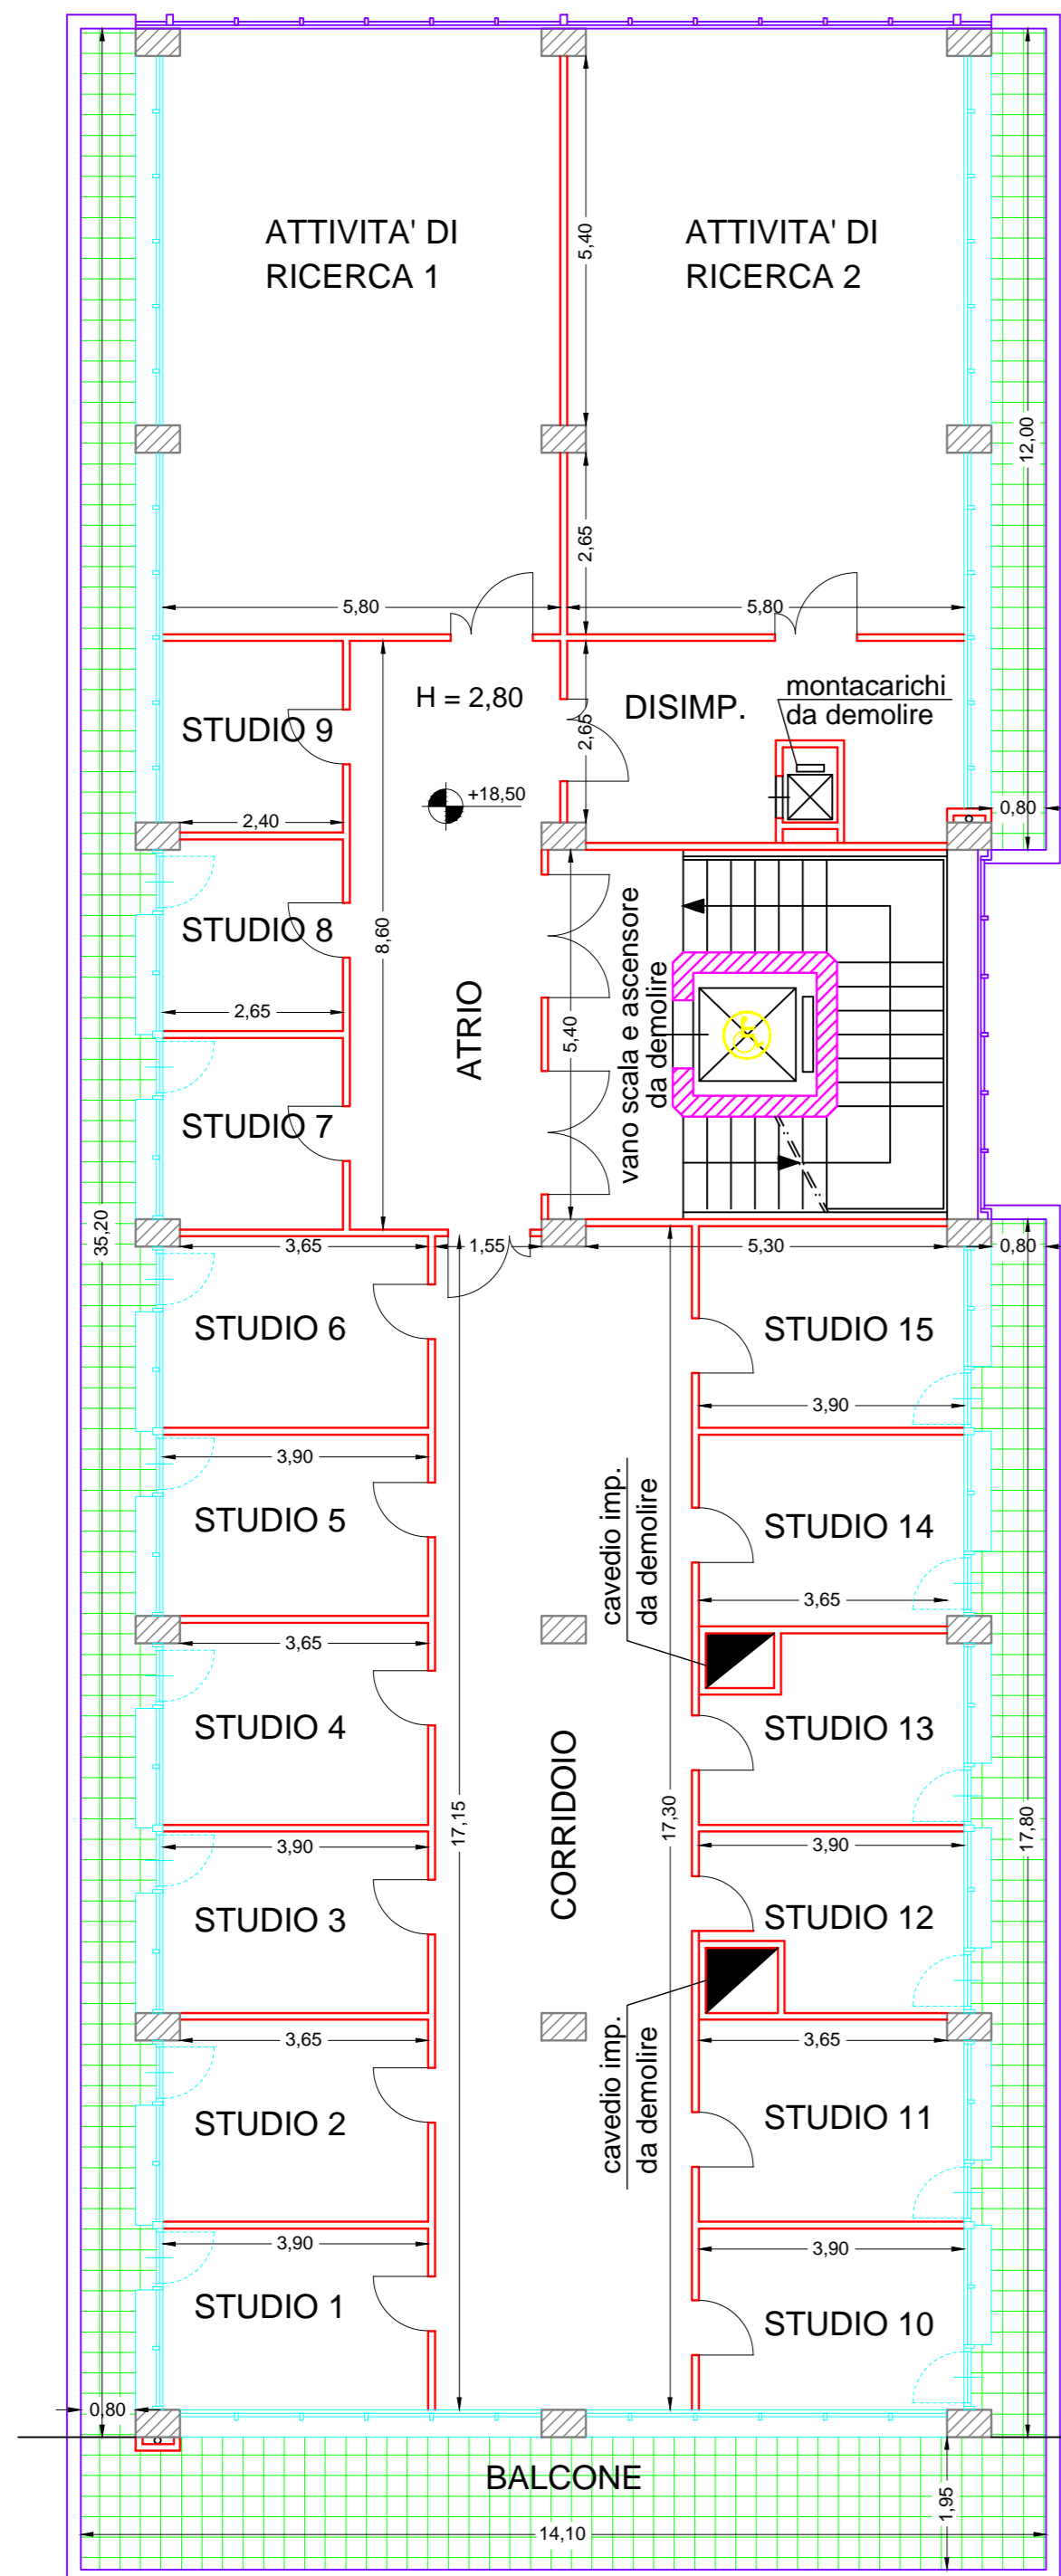 ATTIVITA' DI
RICERCA 1
ATTIVITA' DI
RICERCA 2
5,40
12,00
2,65
5,80
5,80
H = 2,80
DISIMP.
montacarichi
da demolire
STUDIO 9
2,65
+18,50
2,40
0,80
STUDIO 8
8,60
2,65
ATRIO
5,40
vano scala e ascensore
da demolire
STUDIO 7
35,20
3,65
1,55
5,30
0,80
STUDIO 6
STUDIO 15
3,90
3,90
STUDIO 5
cavedio imp.
da demolire
STUDIO 14
3,65
3,65
STUDIO 4
STUDIO 13
CORRIDOIO
17,15
17,30
17,80
3,90
3,90
STUDIO 3
STUDIO 12
3,65
cavedio imp.
da demolire
3,65
STUDIO 2
STUDIO 11
3,90
3,90
STUDIO 1
STUDIO 10
0,80
BALCONE
1,95
14,10